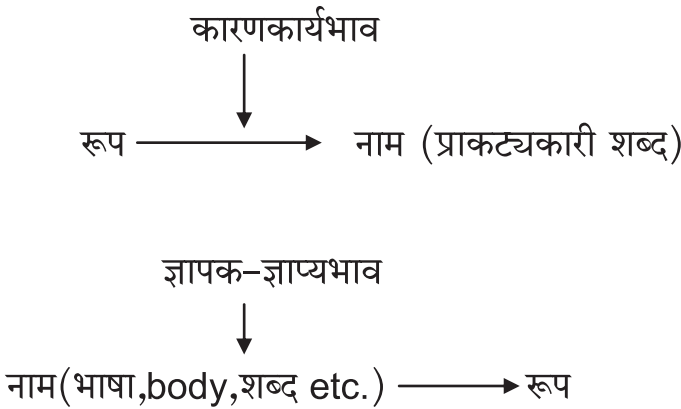 कारणकार्यभाव
रूप नाम (प्राकट्यकारी शब्द)
ज्ञापक-ज्ञाप्यभाव
नाम(भाषा,body,शब्द etc.) रूप